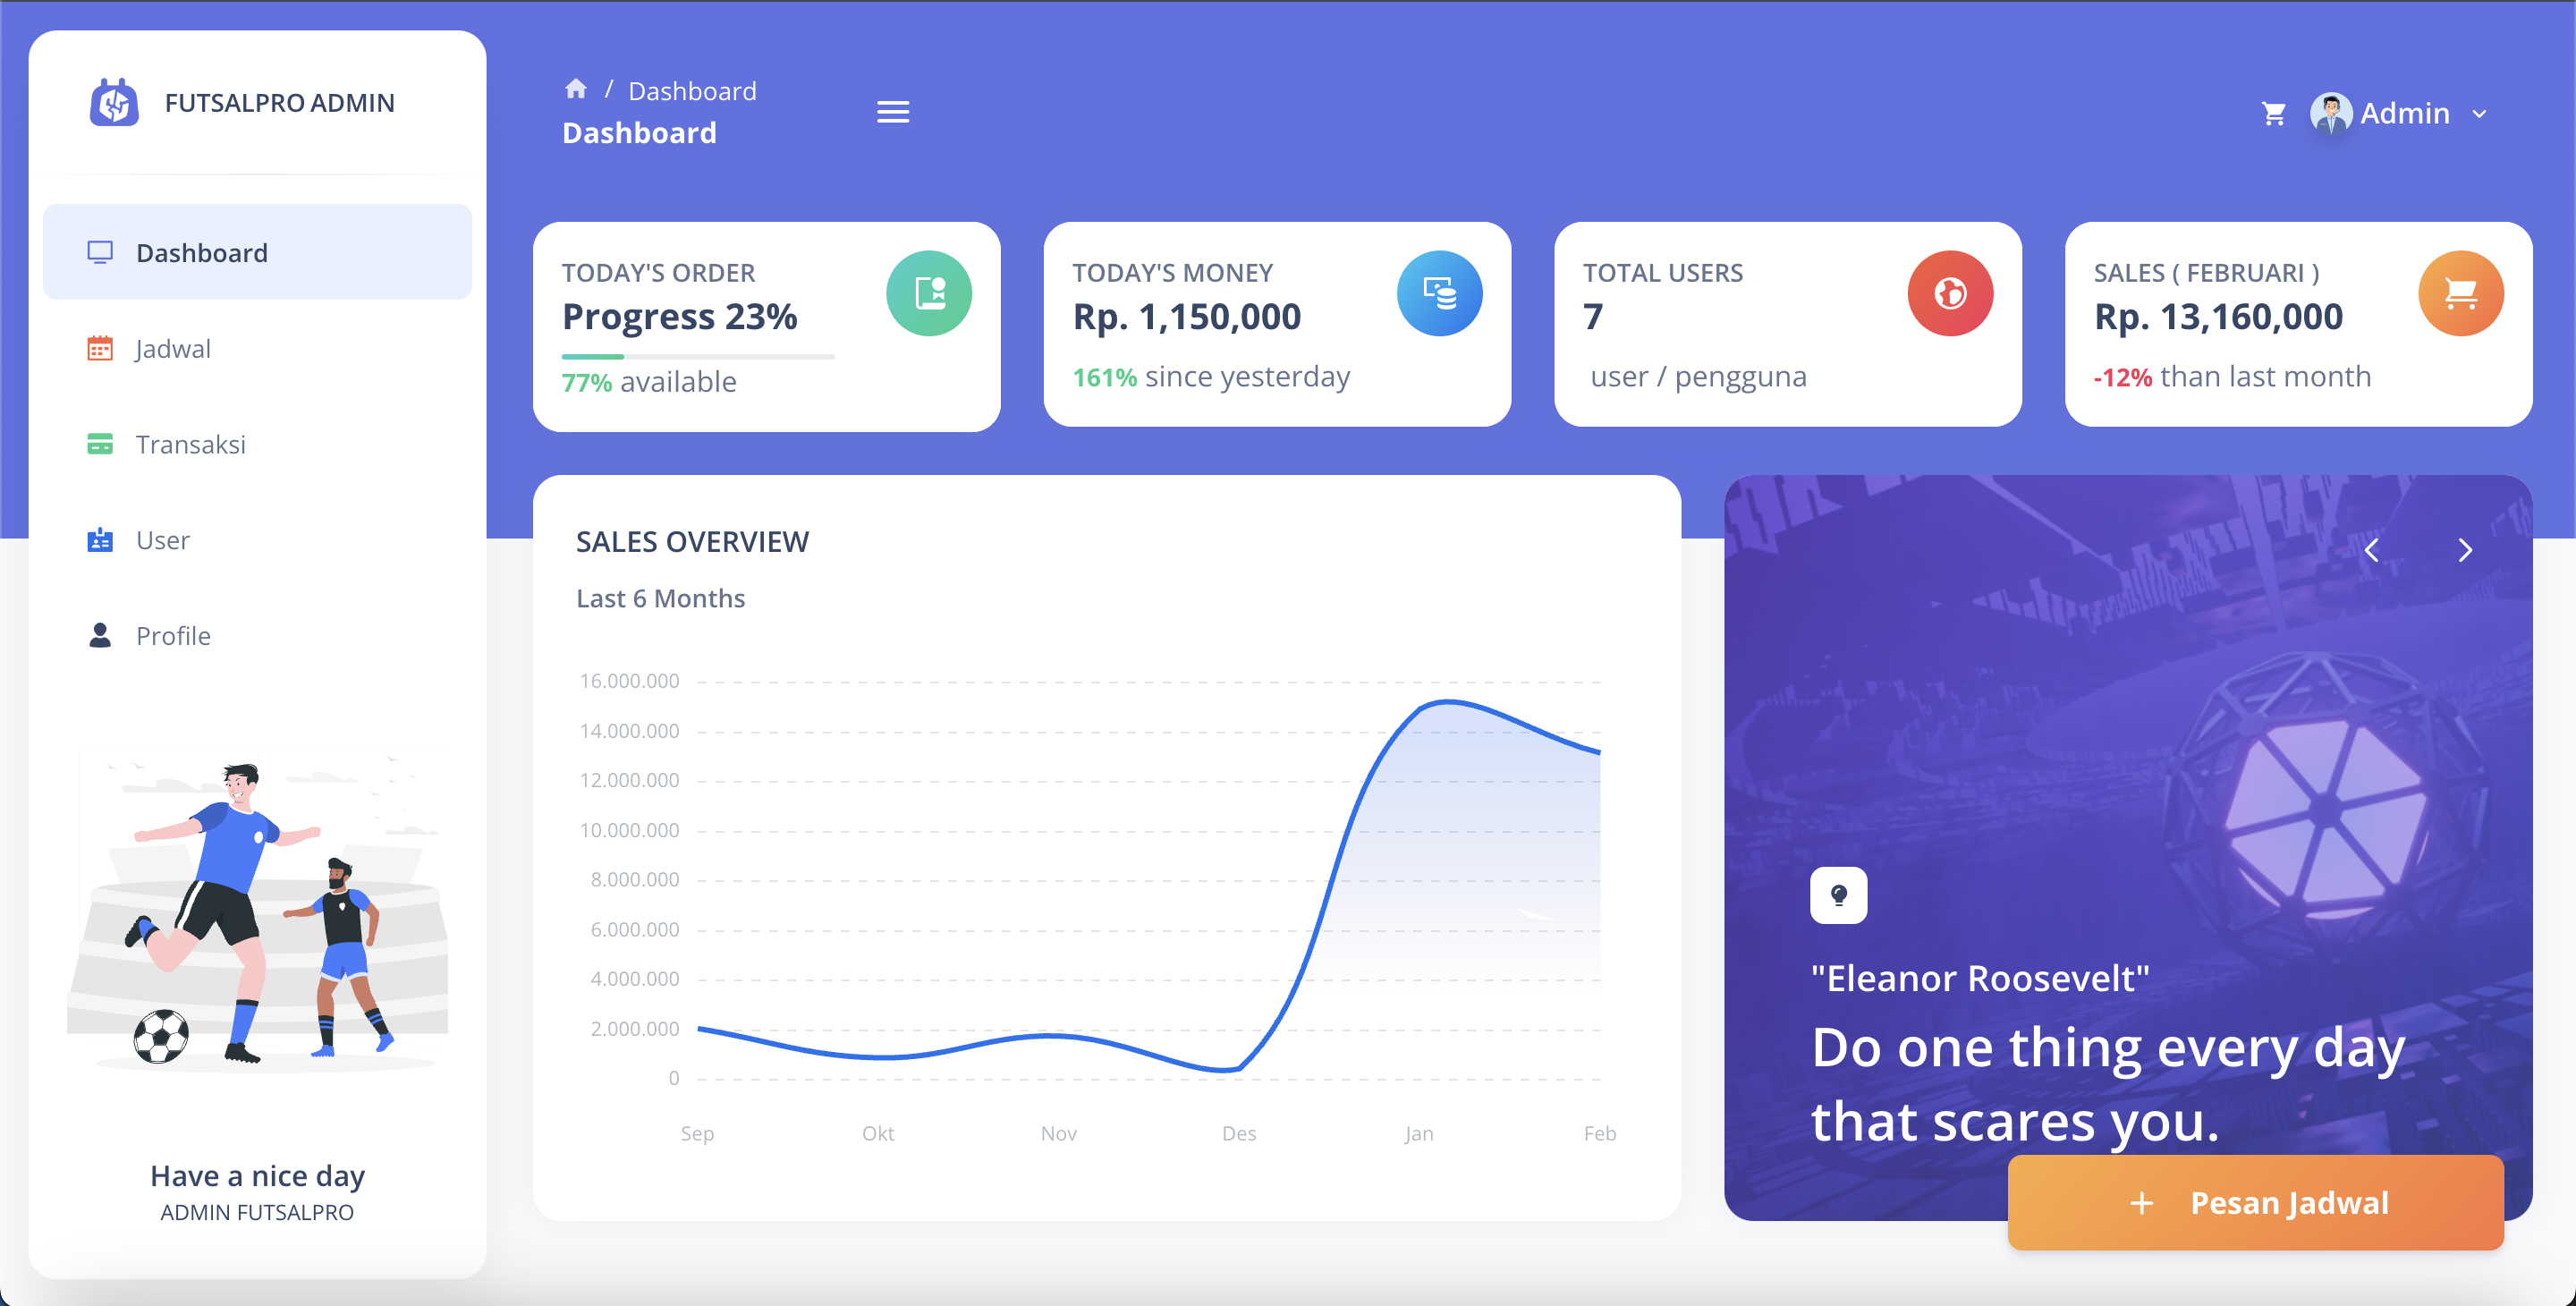 FUTSALPRO ADMIN
Dashboard
Jadwal
Transaksi
User
Profile
Have a nice day
ADMIN FUTSALPRO
/ Dashboard
Dashboard
Admin
TODAY'S ORDER
Progress 23%
77% available
TODAY'S MONEY
Rp. 1,150,000
161% since yesterday
TOTAL USERS
7
user / pengguna
SALES ( FEBRUARI )
Rp. 13,160,000
-12% than last month
SALES OVERVIEW
Last 6 Months
16.000.000
14.000.000
12.000.000
10.000.000
8.000.000
6.000.000
4.000.000
2.000.000
0
Sep Okt Nov Des Jan Feb
"Eleanor Roosevelt"
Do one thing every day
that scares you.
+ Pesan Jadwal